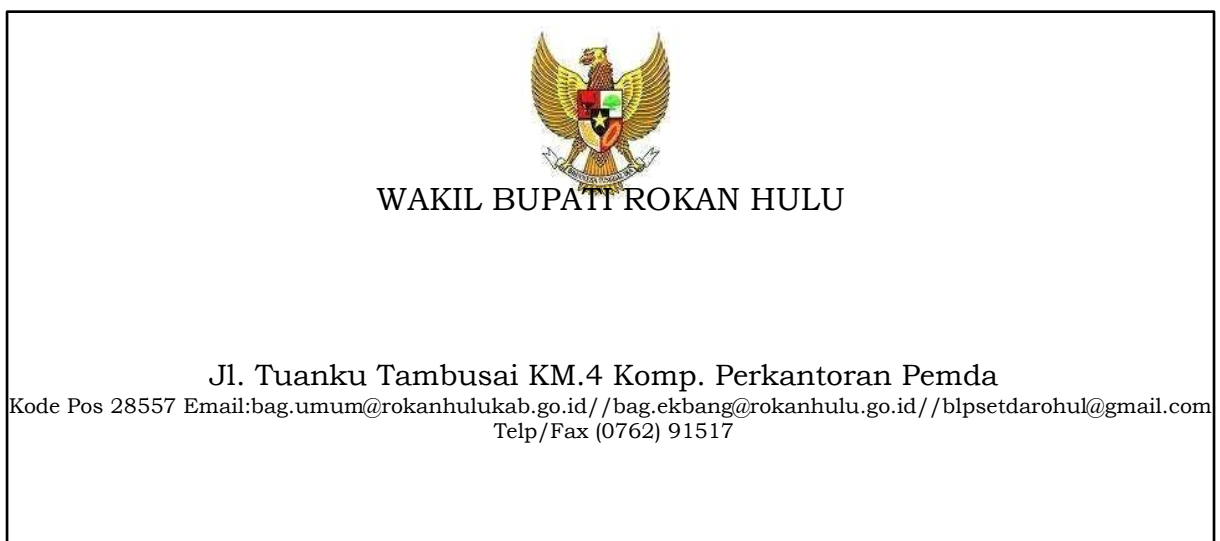 WAKIL BUPATI ROKAN HULU
Jl. Tuanku Tambusai KM.4 Komp. Perkantoran Pemda
Kode Pos 28557 Email:bag.umum@rokanhulukab.go.id//bag.ekbang@rokanhulu.go.id//blpsetdarohul@gmail.com
Telp/Fax (0762) 91517